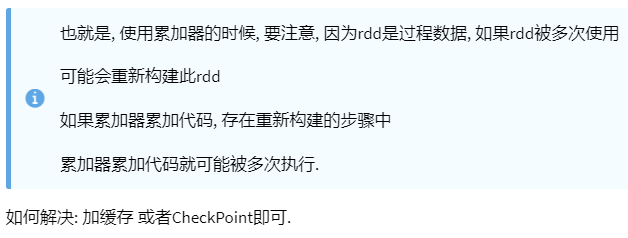 也就是, 使用累加器的时候, 要注意, 因为rdd是过程数据, 如果rdd被多次使用
可能会重新构建此rdd
如果累加器累加代码, 存在重新构建的步骤中
累加器累加代码就可能被多次执行.
如何解决: 加缓存 或者CheckPoint即可.